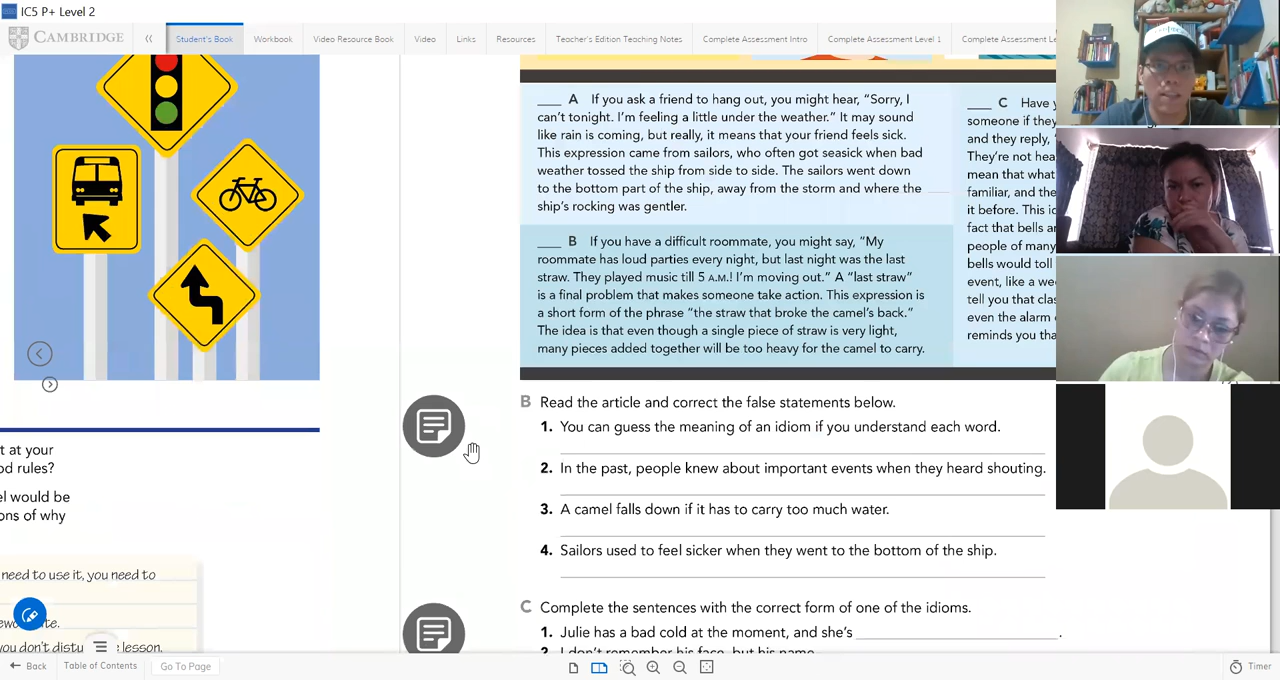 IC5 P+ Level 2
CAMBRIDGE
Student's Book
Workbook
Video Resource Book
Video
Links
Resources
Teacher's Edition Teaching Notes
Complete Assessment Intro
Complete Assessment Level 1
Complete Assessment Le
___ A If you ask a friend to hang out, you might hear, “Sorry, I
can't tonight. I'm feeling a little under the weather.” It may sound
like rain is coming, but really, it means that your friend feels sick.
This expression came from sailors, who often got seasick when bad
weather tossed the ship from side to side. The sailors went down
to the bottom part of the ship, away from the storm and where the
ship's rocking was gentler.
___ B If you have a difficult roommate, you might say, “My
roommate has loud parties every night, but last night was the last
straw. They played music till 5 A.M.! I'm moving out.” A “last straw”
is a final problem that makes someone take action. This expression is
a short form of the phrase “the straw that broke the camel's back.”
The idea is that even though a single piece of straw is very light,
many pieces added together will be too heavy for the camel to carry.
___ C Have y
someone if they
and they reply, “
They're not hea
mean that what
familiar, and the
it before. This id
fact that bells a
people of many
bells would toll
event, like a we
tell you that clas
even the alarm
reminds you tha
B Read the article and correct the false statements below.
1. You can guess the meaning of an idiom if you understand each word.
2. In the past, people knew about important events when they heard shouting.
3. A camel falls down if it has to carry too much water.
4. Sailors used to feel sicker when they went to the bottom of the ship.
C Complete the sentences with the correct form of one of the idioms.
1. Julie has a bad cold at the moment, and she's ___.
2. I don't remember his face, but his name
t at your
od rules?
el would be
ons of why
need to use it, you need to
you don't distu
lesson.
Back
Table of Contents
Go To Page
Timer